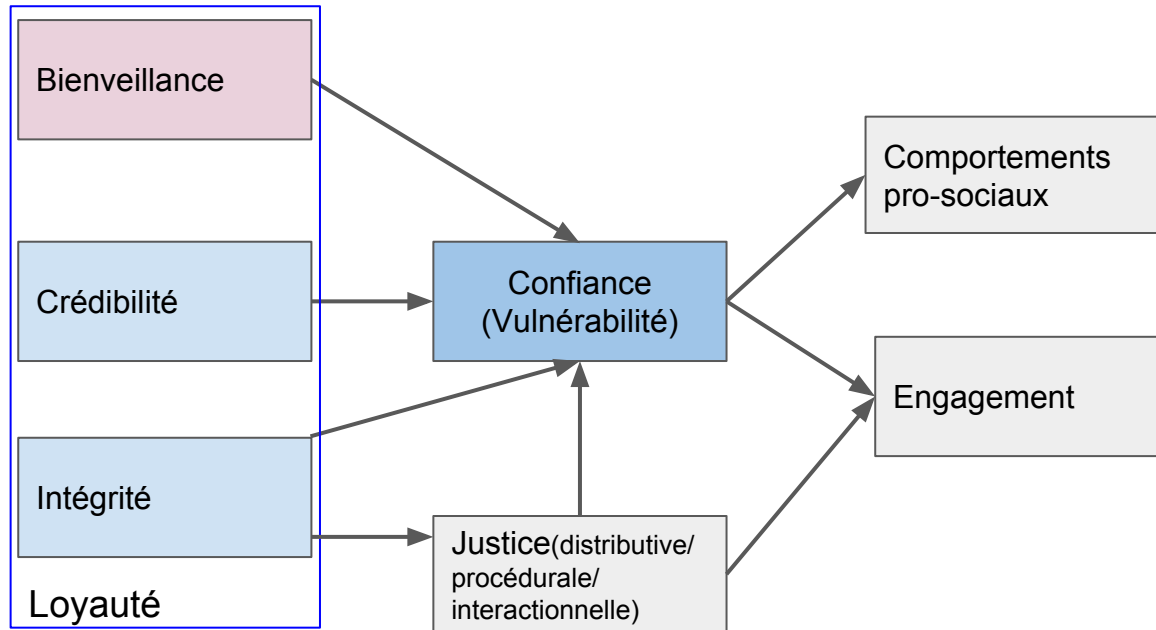 Bienveillance
Crédibilité
Intégrité
Loyauté
Confiance
(Vulnérabilité)
Justice(distributive/
procédurale/
interactionnelle)
Comportements
pro-sociaux
Engagement